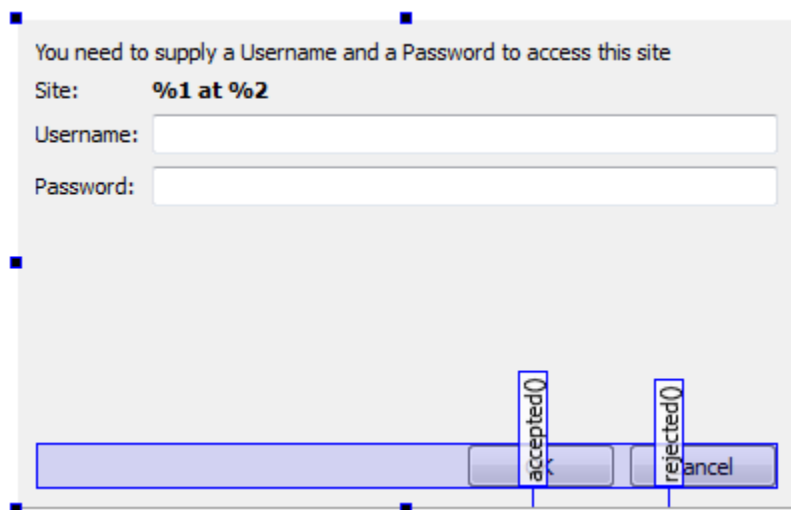 You need to supply a Username and a Password to access this site
Site: %1 at %2
Username:
Password:
accepted()
rejected()
K
ancel